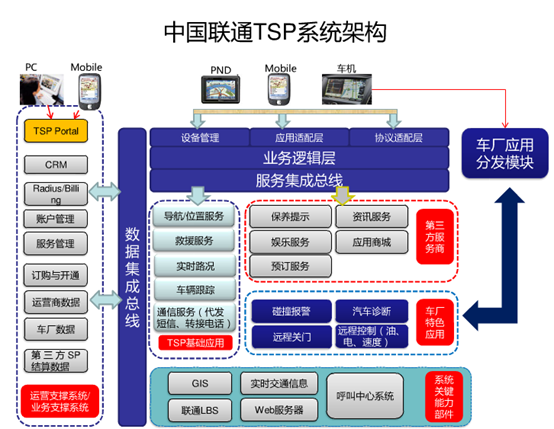 中国联通TSP系统架构
PC
Mobile
PND
Mobile
车机
TSP Portal
CRM
Radius/Billi
ng
账户管理
服务管理
订购与开通
运营商数据
车厂数据
第三方SP
结算数据
运营支撑系统/
业务支撑系统
数据集成总线
设备管理
应用适配层
协议适配层
业务逻辑层
服务集成总线
导航/位置服务
救援服务
实时路况
车辆跟踪
通信服务（代发
短信、转接电话）
TSP基础应用
保养提示
资讯服务
娱乐服务
应用商城
预订服务
第三
方服
务商
碰撞报警
汽车诊断
远程关门
远程控制（油、
电、速度）
车厂
特色
应用
GIS
实时交通信息
联通LBS
Web服务器
呼叫中心系统
系统
关键
能力
部件
车厂应用
分发模块